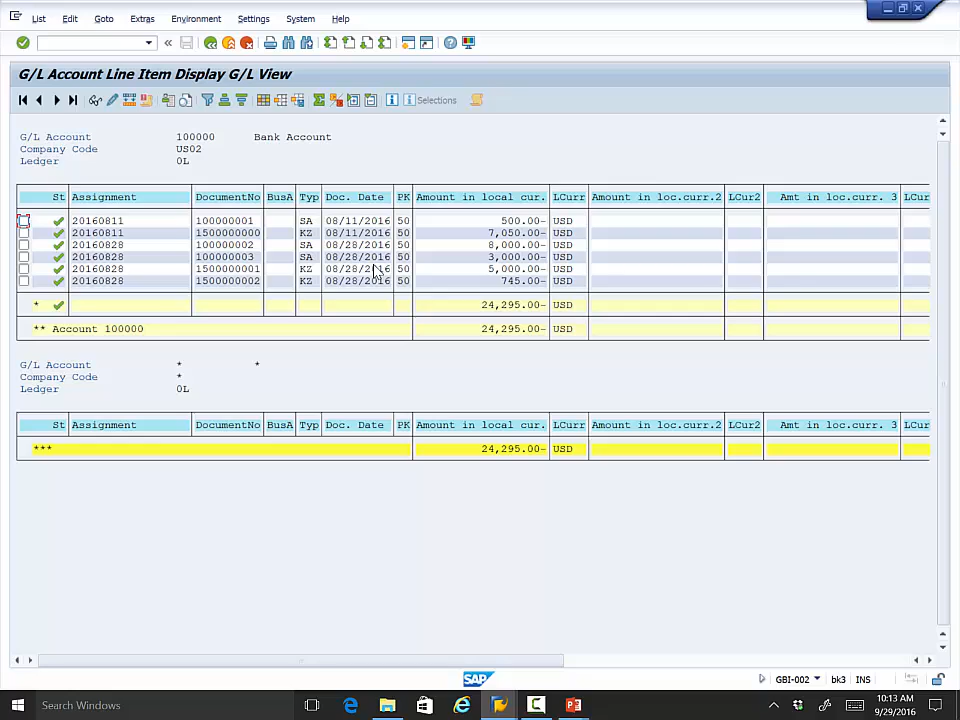 List Edit Goto Extras Environment Settings System Help
G/L Account Line Item Display G/L View
Selections
G/L Account 100000 Bank Account
Company Code US02
Ledger 0L
St Assignment DocumentNo BusA Typ Doc. Date PK Amount in local cur. LCurr Amount in loc.curr.2 LCur2 Amt in loc.curr. 3 LCur
20160811 100000001 SA 08/11/2016 50 500.00- USD
20160811 1500000000 KZ 08/11/2016 50 7,050.00- USD
20160828 100000002 SA 08/28/2016 50 8,000.00- USD
20160828 100000003 SA 08/28/2016 50 3,000.00- USD
20160828 1500000001 KZ 08/28/2016 50 5,000.00- USD
20160828 1500000002 KZ 08/28/2016 50 745.00- USD
* 24,295.00- USD
** Account 100000 24,295.00- USD
G/L Account * *
Company Code *
Ledger 0L
St Assignment DocumentNo BusA Typ Doc. Date PK Amount in local cur. LCurr Amount in loc.curr.2 LCur2 Amt in loc.curr. 3 LCur
*** 24,295.00- USD
SAP GBI-002 bk3 INS
Search Windows 10:13 AM
9/29/2016